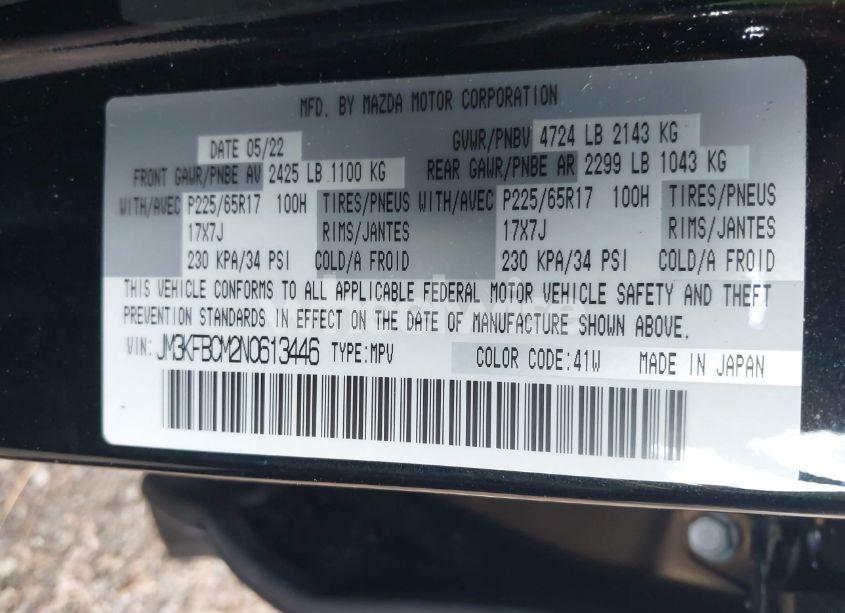 MFD. BY MAZDA MOTOR CORPORATION
DATE 05/22 GVWR/PNBV 4724 LB 2143 KG
FRONT GAWR/PNBE AV 2425 LB 1100 KG REAR GAWR/PNBE AR 2299 LB 1043 KG
WITH/AVEC P225/65R17 100H TIRES/PNEUS WITH/AVEC P225/65R17 100H TIRES/PNEUS
17X7J RIMS/JANTES 17X7J RIMS/JANTES
230 KPA/34 PSI COLD/A FROID 230 KPA/34 PSI COLD/A FROID
THIS VEHICLE CONFORMS TO ALL APPLICABLE FEDERAL MOTOR VEHICLE SAFETY AND THEFT
PREVENTION STANDARDS IN EFFECT ON THE DATE OF MANUFACTURE SHOWN ABOVE.
VIN: JM3KFBCM2N0613446 TYPE:MPV COLOR CODE:41W MADE IN JAPAN